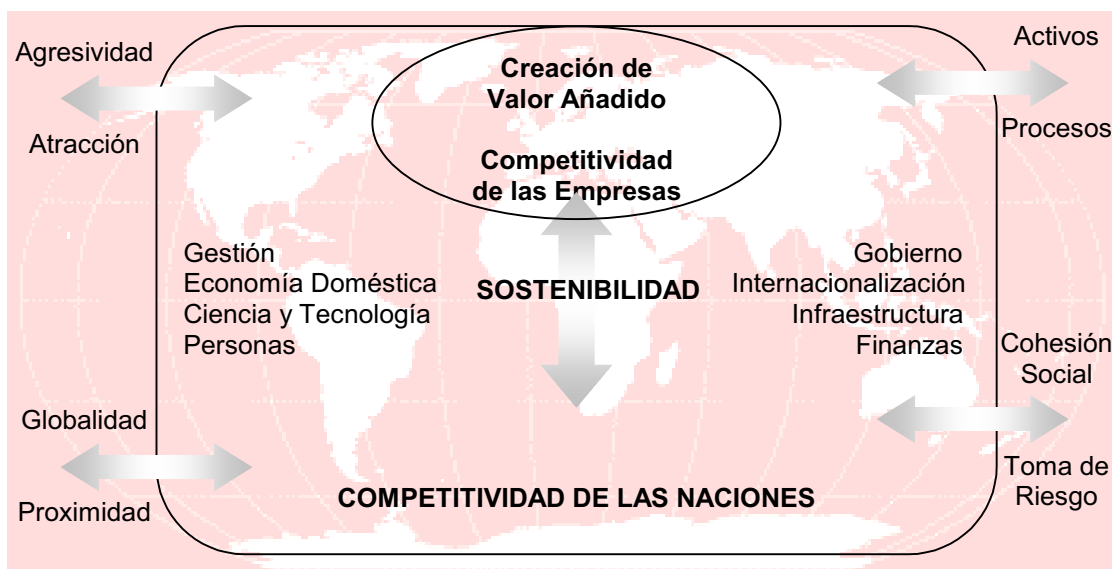 Agresividad
Atracción
Creación de
Valor Añadido
Competitividad
de las Empresas
Activos
Procesos
Gestión
Economía Doméstica
Ciencia y Tecnología
Personas
SOSTENIBILIDAD
Gobierno
Internacionalización
Infraestructura
Finanzas
Globalidad
Proximidad
Cohesión
Social
Toma de
Riesgo
COMPETITIVIDAD DE LAS NACIONES